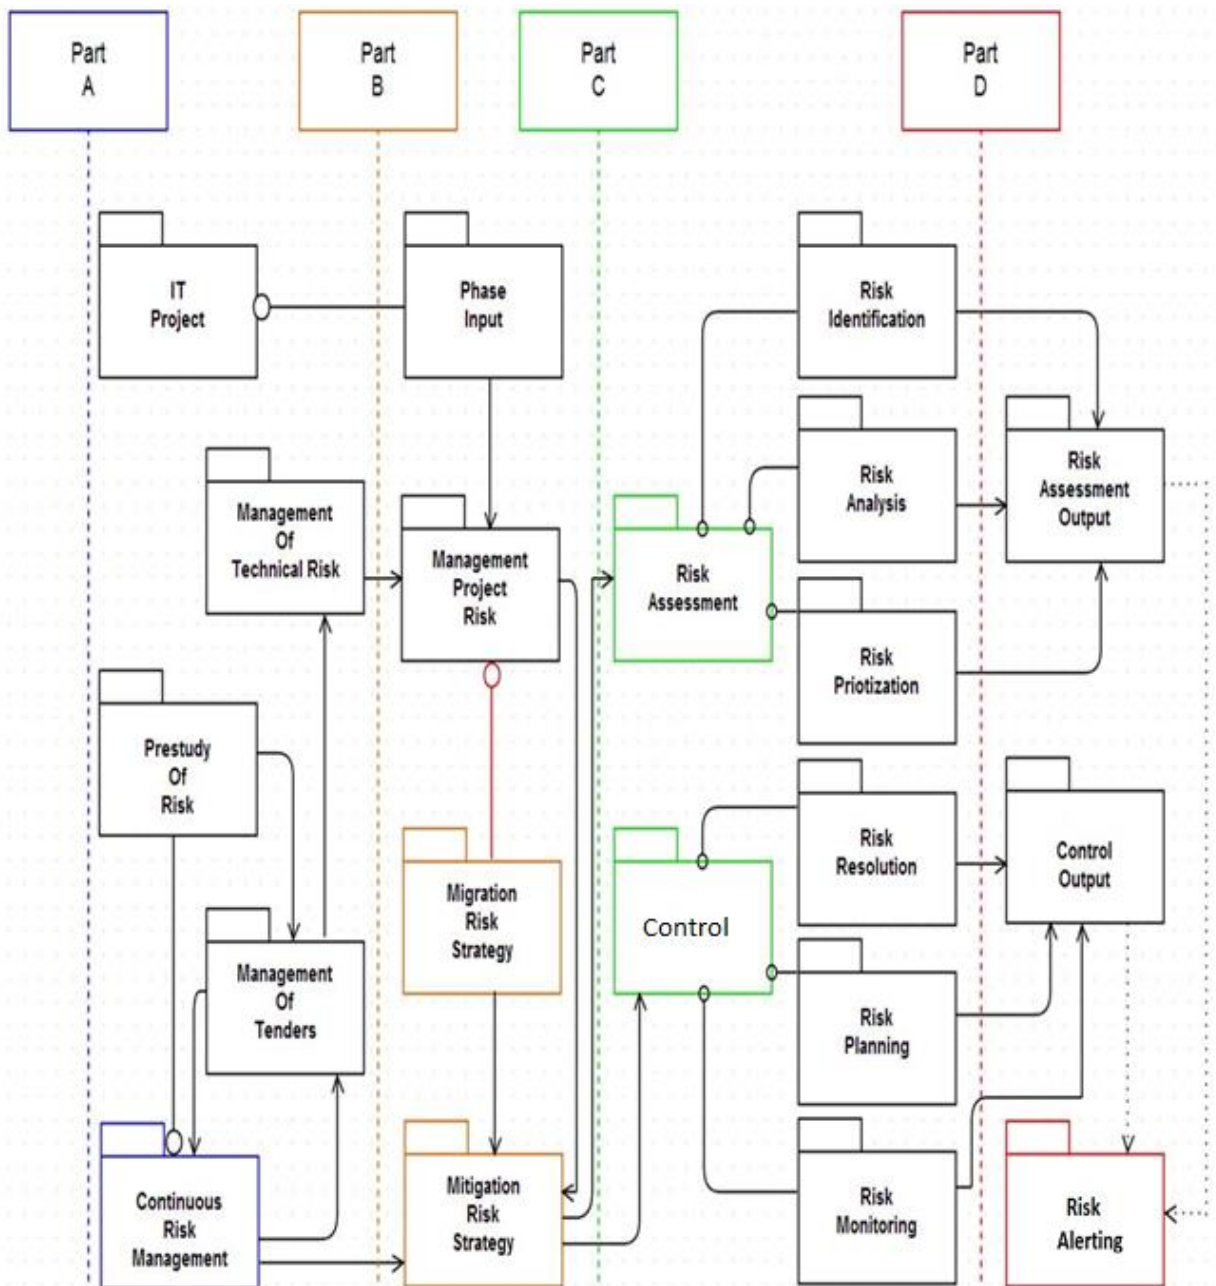 Part
A
Part
B
Part
C
Part
D
IT
Project
Phase
Input
Risk
Identification
Management
Of
Technical Risk
Management
Project
Risk
Risk
Assessment
Risk
Analysis
Risk
Assessment
Output
Prestudy
Of
Risk
Risk
Priotization
Migration
Risk
Strategy
Control
Risk
Resolution
Control
Output
Management
Of
Tenders
Risk
Planning
Continuous
Risk
Management
Mitigation
Risk
Strategy
Risk
Monitoring
Risk
Alerting